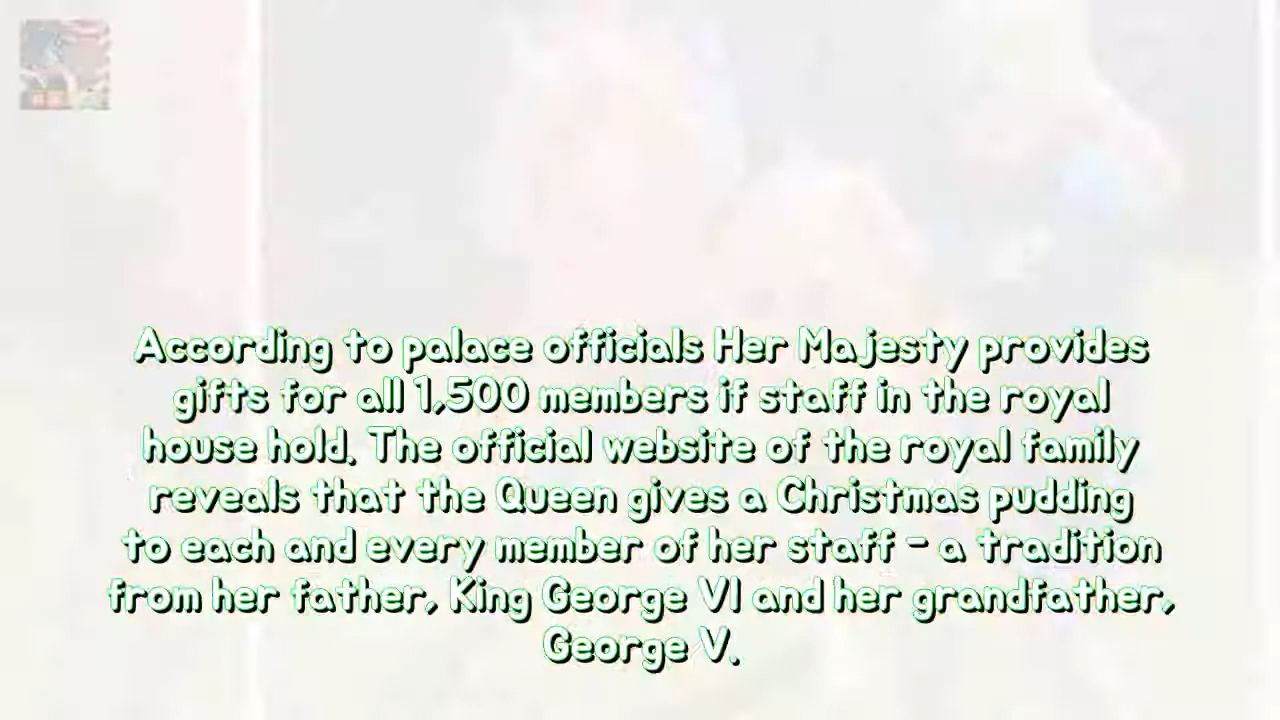 According to palace officials Her Majesty provides
gifts for all 1,500 members if staff in the royal
house hold. The official website of the royal family
reveals that the Queen gives a Christmas pudding
to each and every member of her staff - a tradition
from her father, King George VI and her grandfather,
George V.